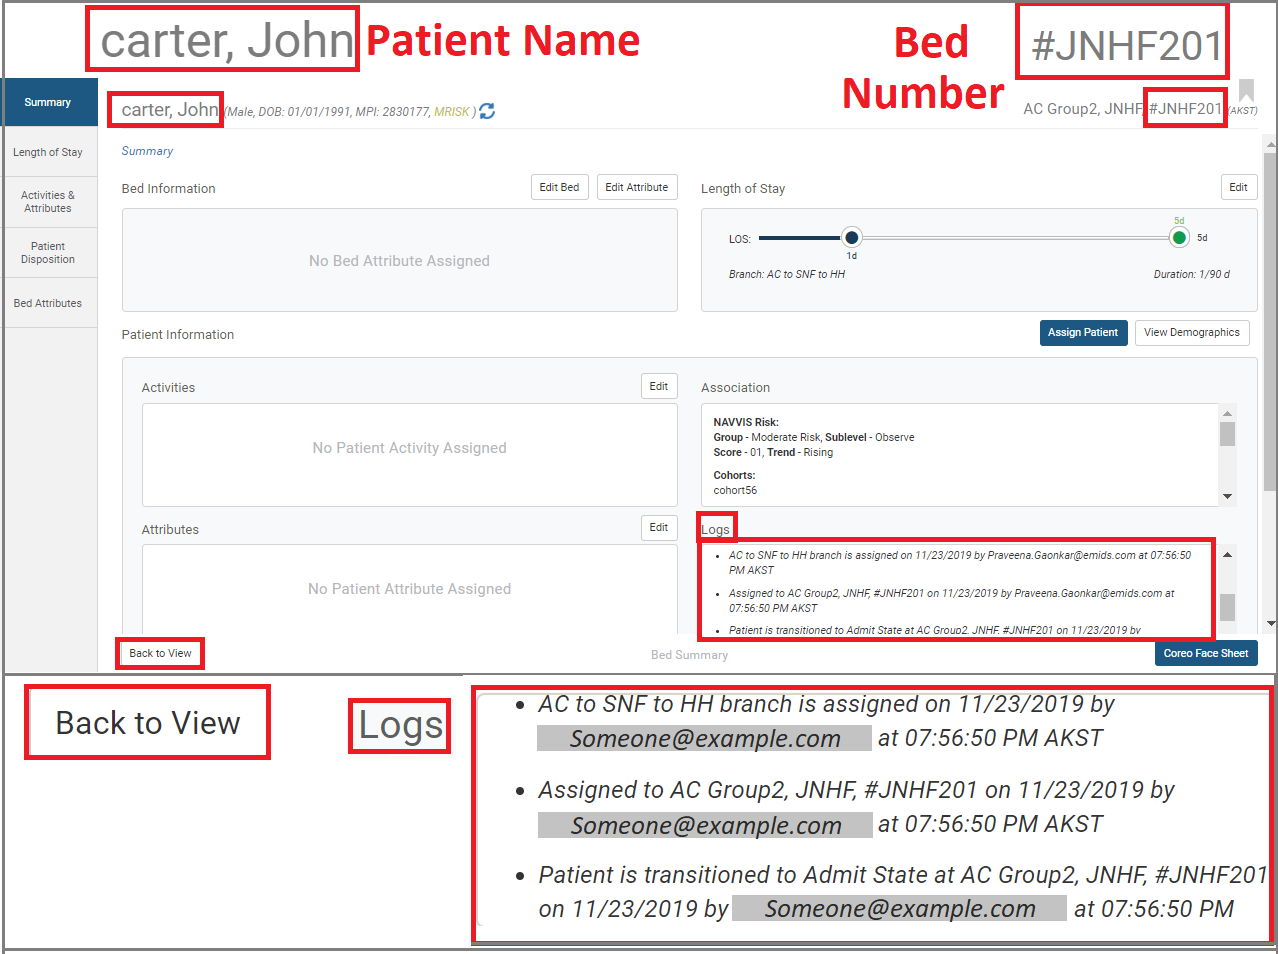 carter, John Patient Name
Bed
Number
#JNHF201
Summary
carter, John (Male, DOB: 01/01/1991, MPI: 2830177, MRISK )
AC Group2, JNHF, #JNHF201 (AKST)
Length of Stay
Activities &
Attributes
Patient
Disposition
Bed Attributes
Summary
Bed Information
Edit Bed
Edit Attribute
No Bed Attribute Assigned
Length of Stay
Edit
5d
LOS:
5d
1d
Branch: AC to SNF to HH
Duration: 1/90 d
Patient Information
Assign Patient
View Demographics
Activities
Edit
No Patient Activity Assigned
Association
NAVVIS Risk:
Group - Moderate Risk, Sublevel - Observe
Score - 01, Trend - Rising
Cohorts:
cohort56
Attributes
Edit
No Patient Attribute Assigned
Logs
• AC to SNF to HH branch is assigned on 11/23/2019 by Praveena.Gaonkar@emids.com at 07:56:50
PM AKST
• Assigned to AC Group2, JNHF, #JNHF201 on 11/23/2019 by Praveena.Gaonkar@emids.com at
07:56:50 PM AKST
• Patient is transitioned to Admit State at AC Group2, JNHF, #JNHF201 on 11/23/2019 by
Back to View
Bed Summary
Coreo Face Sheet
Back to View
Logs
• AC to SNF to HH branch is assigned on 11/23/2019 by
Someone@example.com at 07:56:50 PM AKST
• Assigned to AC Group2, JNHF, #JNHF201 on 11/23/2019 by
Someone@example.com at 07:56:50 PM AKST
• Patient is transitioned to Admit State at AC Group2, JNHF, #JNHF201
on 11/23/2019 by Someone@example.com at 07:56:50 PM